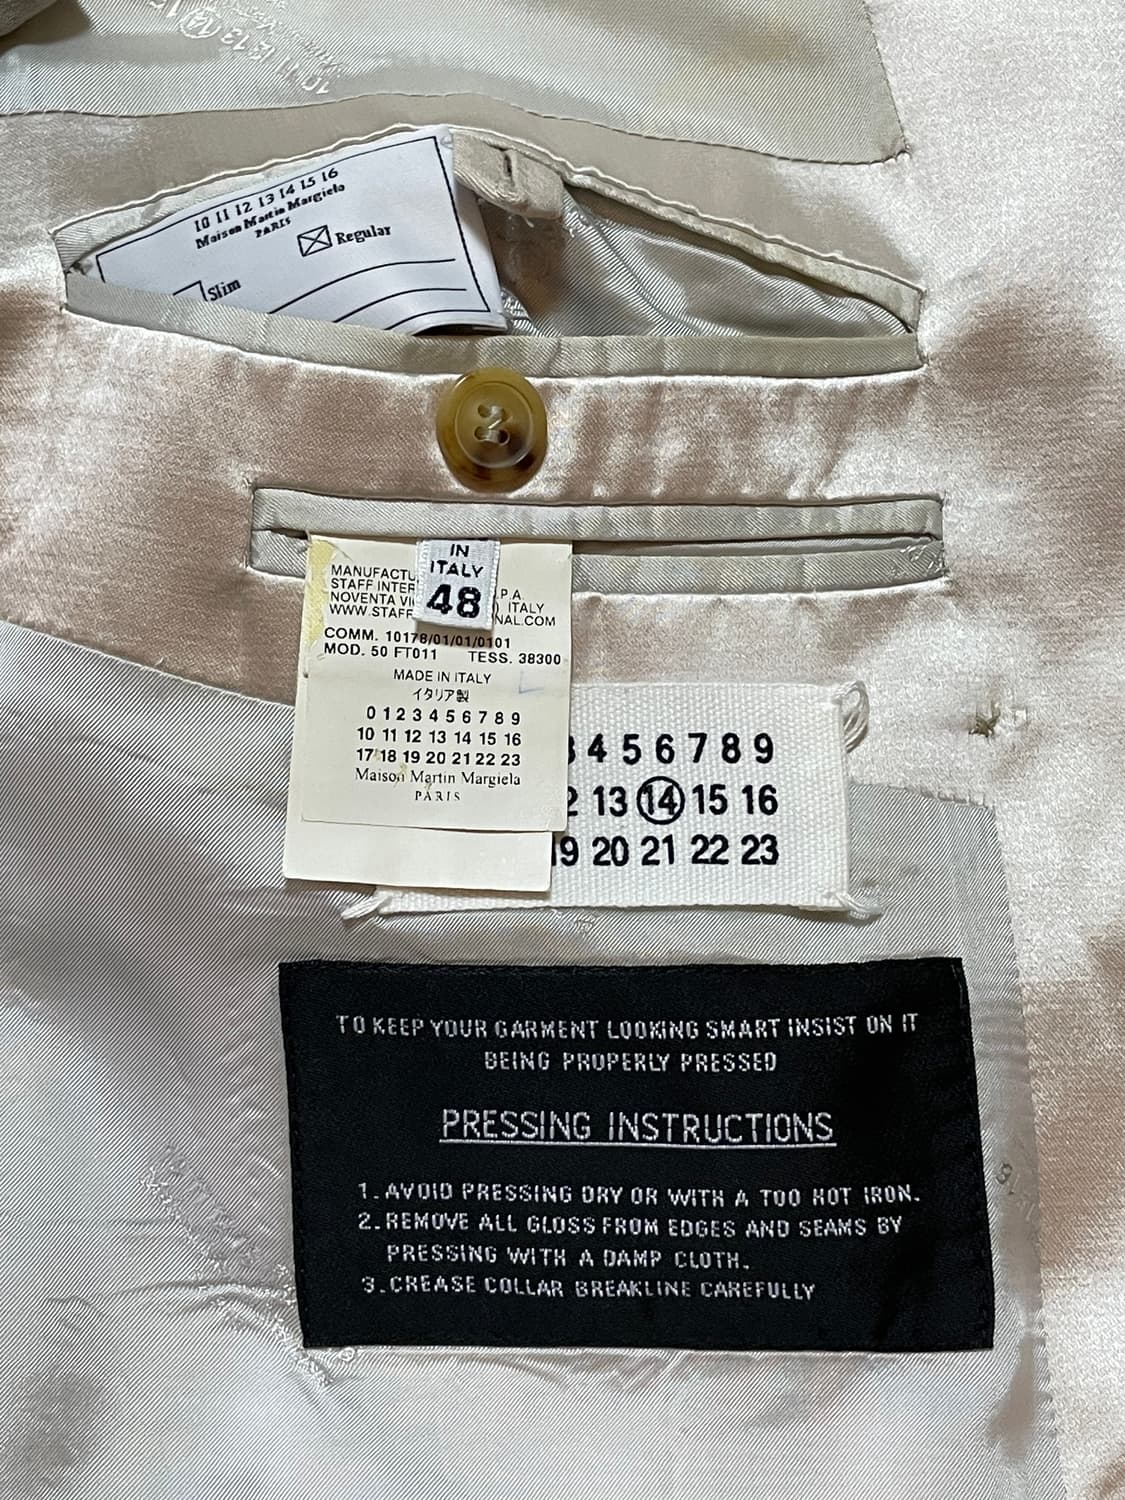 10 11 12 13 14 15 16
Maison Martin Margiela
PARIS
Regular
Slim
IN
ITALY
48
MANUFACTU
STAFF INTER .P.A.
NOVENTA VI ) ITALY
WWW.STAFF NAL.COM
COMM. 10178/01/01/0101
MOD. 50 FT011 TESS. 38300
MADE IN ITALY
イタリア製
0 1 2 3 4 5 6 7 8 9
10 11 12 13 14 15 16
17 18 19 20 21 22 23
Maison Martin Margiela
PARIS
3 4 5 6 7 8 9
2 13 14 15 16
19 20 21 22 23
TO KEEP YOUR GARMENT LOOKING SMART INSIST ON IT
BEING PROPERLY PRESSED
PRESSING INSTRUCTIONS
1. AVOID PRESSING DRY OR WITH A TOO HOT IRON.
2. REMOVE ALL GLOSS FROM EDGES AND SEAMS BY
PRESSING WITH A DAMP CLOTH.
3. CREASE COLLAR BREAKLINE CAREFULLY